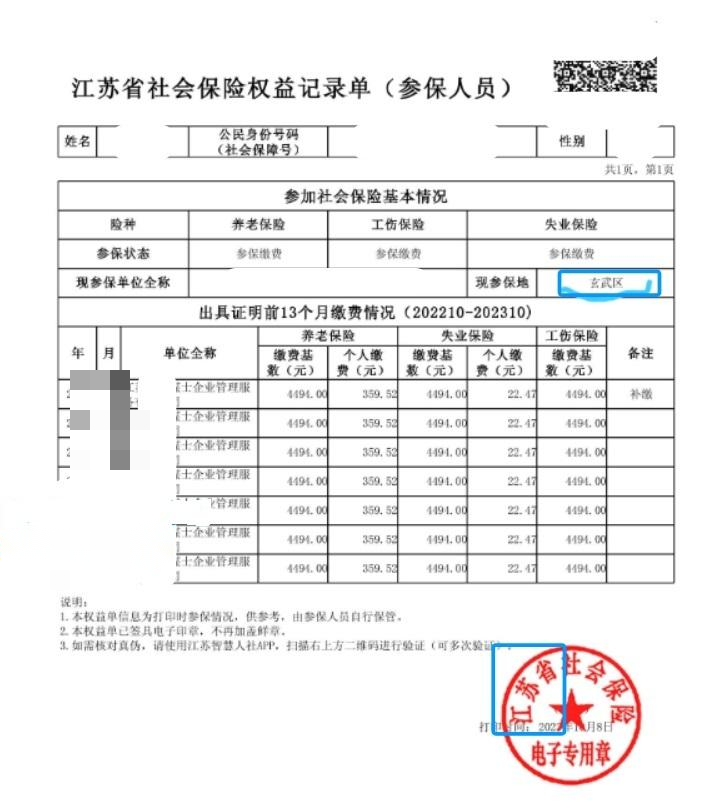 江苏省社会保险权益记录单（参保人员）
姓名 公民身份号码（社会保障号） 性别
共1页，第1页
参加社会保险基本情况
险种 养老保险 工伤保险 失业保险
参保状态 参保缴费 参保缴费 参保缴费
现参保单位全称 现参保地 玄武区
出具证明前13个月缴费情况（202210-202310）
年 月 单位全称 养老保险 失业保险 工伤保险 备注
缴费基数（元） 个人缴费（元） 缴费基数（元） 个人缴费（元） 缴费基数（元）
士企业管理服 4494.00 359.52 4494.00 22.47 4494.00 补缴
士企业管理服 4494.00 359.52 4494.00 22.47 4494.00
士企业管理服 4494.00 359.52 4494.00 22.47 4494.00
士企业管理服 4494.00 359.52 4494.00 22.47 4494.00
士企业管理服 4494.00 359.52 4494.00 22.47 4494.00
士企业管理服 4494.00 359.52 4494.00 22.47 4494.00
士企业管理服 4494.00 359.52 4494.00 22.47 4494.00
说明：
1.本权益单信息为打印时参保情况，供参考，由参保人员自行保管。
2.本权益单已签具电子印章，不再加盖鲜章。
3.如需核对真伪，请使用江苏智慧人社APP，扫描右上方二维码进行验证（可多次验证）。
江苏省社会保险
打印时间：
月8日
电子专用章